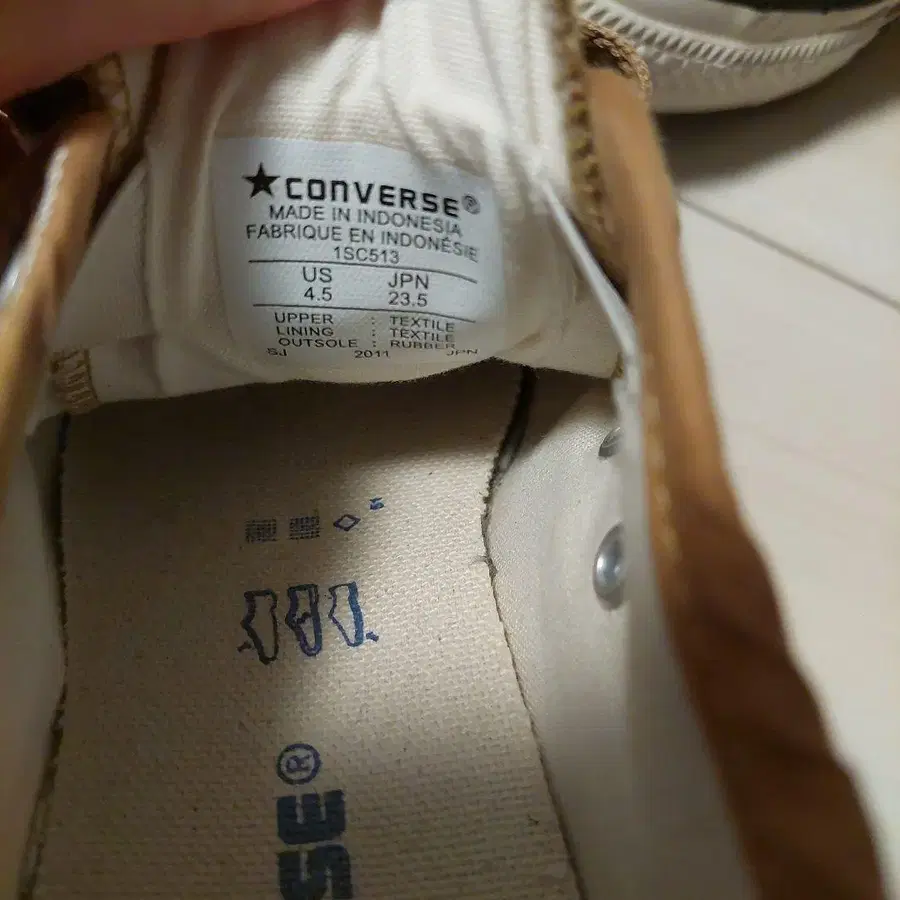 ★CONVERSE®
MADE IN INDONESIA
FABRIQUE EN INDONÉSIE
1SC513
US JPN
4.5 23.5
UPPER : TEXTILE
LINING : TEXTILE
OUTSOLE : RUBBER
SJ 2011 JPN
SE®